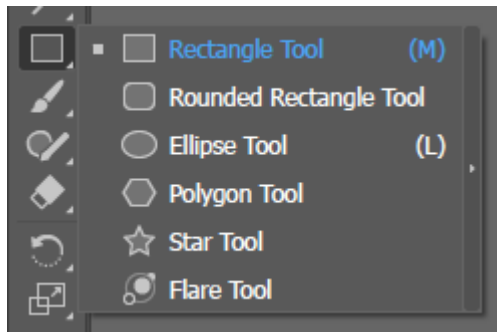 Rectangle Tool (M)
Rounded Rectangle Tool
Ellipse Tool (L)
Polygon Tool
Star Tool
Flare Tool